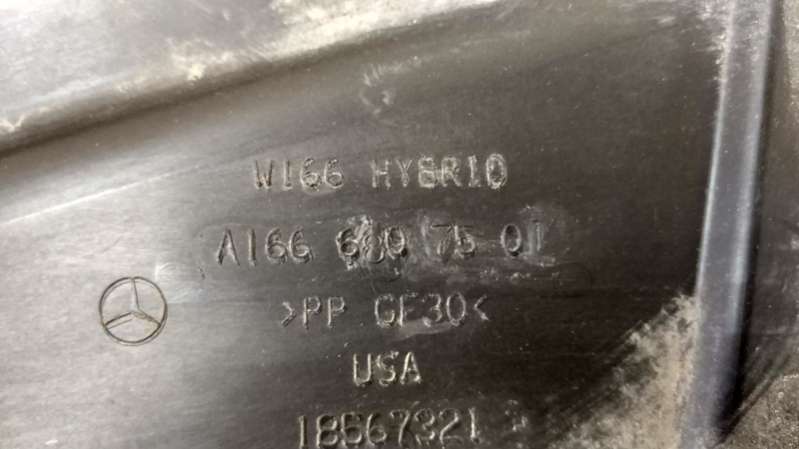 W166 HYBRID
A166 680 75 01
>PP GF30<
USA
18567321